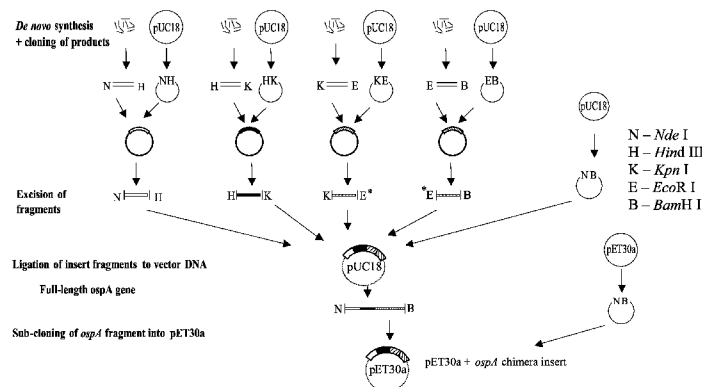 De novo synthesis
+ cloning of products
pUC18 pUC18 pUC18 pUC18
N H NH H K HK K E KE E B EB
pUC18
N – Nde I
H – Hind III
K – Kpn I
E – EcoR I
B – BamH I
NB
Excision of
fragments
N H H K K E* *E B
pET30a
Ligation of insert fragments to vector DNA
pUC18
Full-length ospA gene
NB
N B
Sub-cloning of ospA fragment into pET30a
pET30a
pET30a + ospA chimera insert